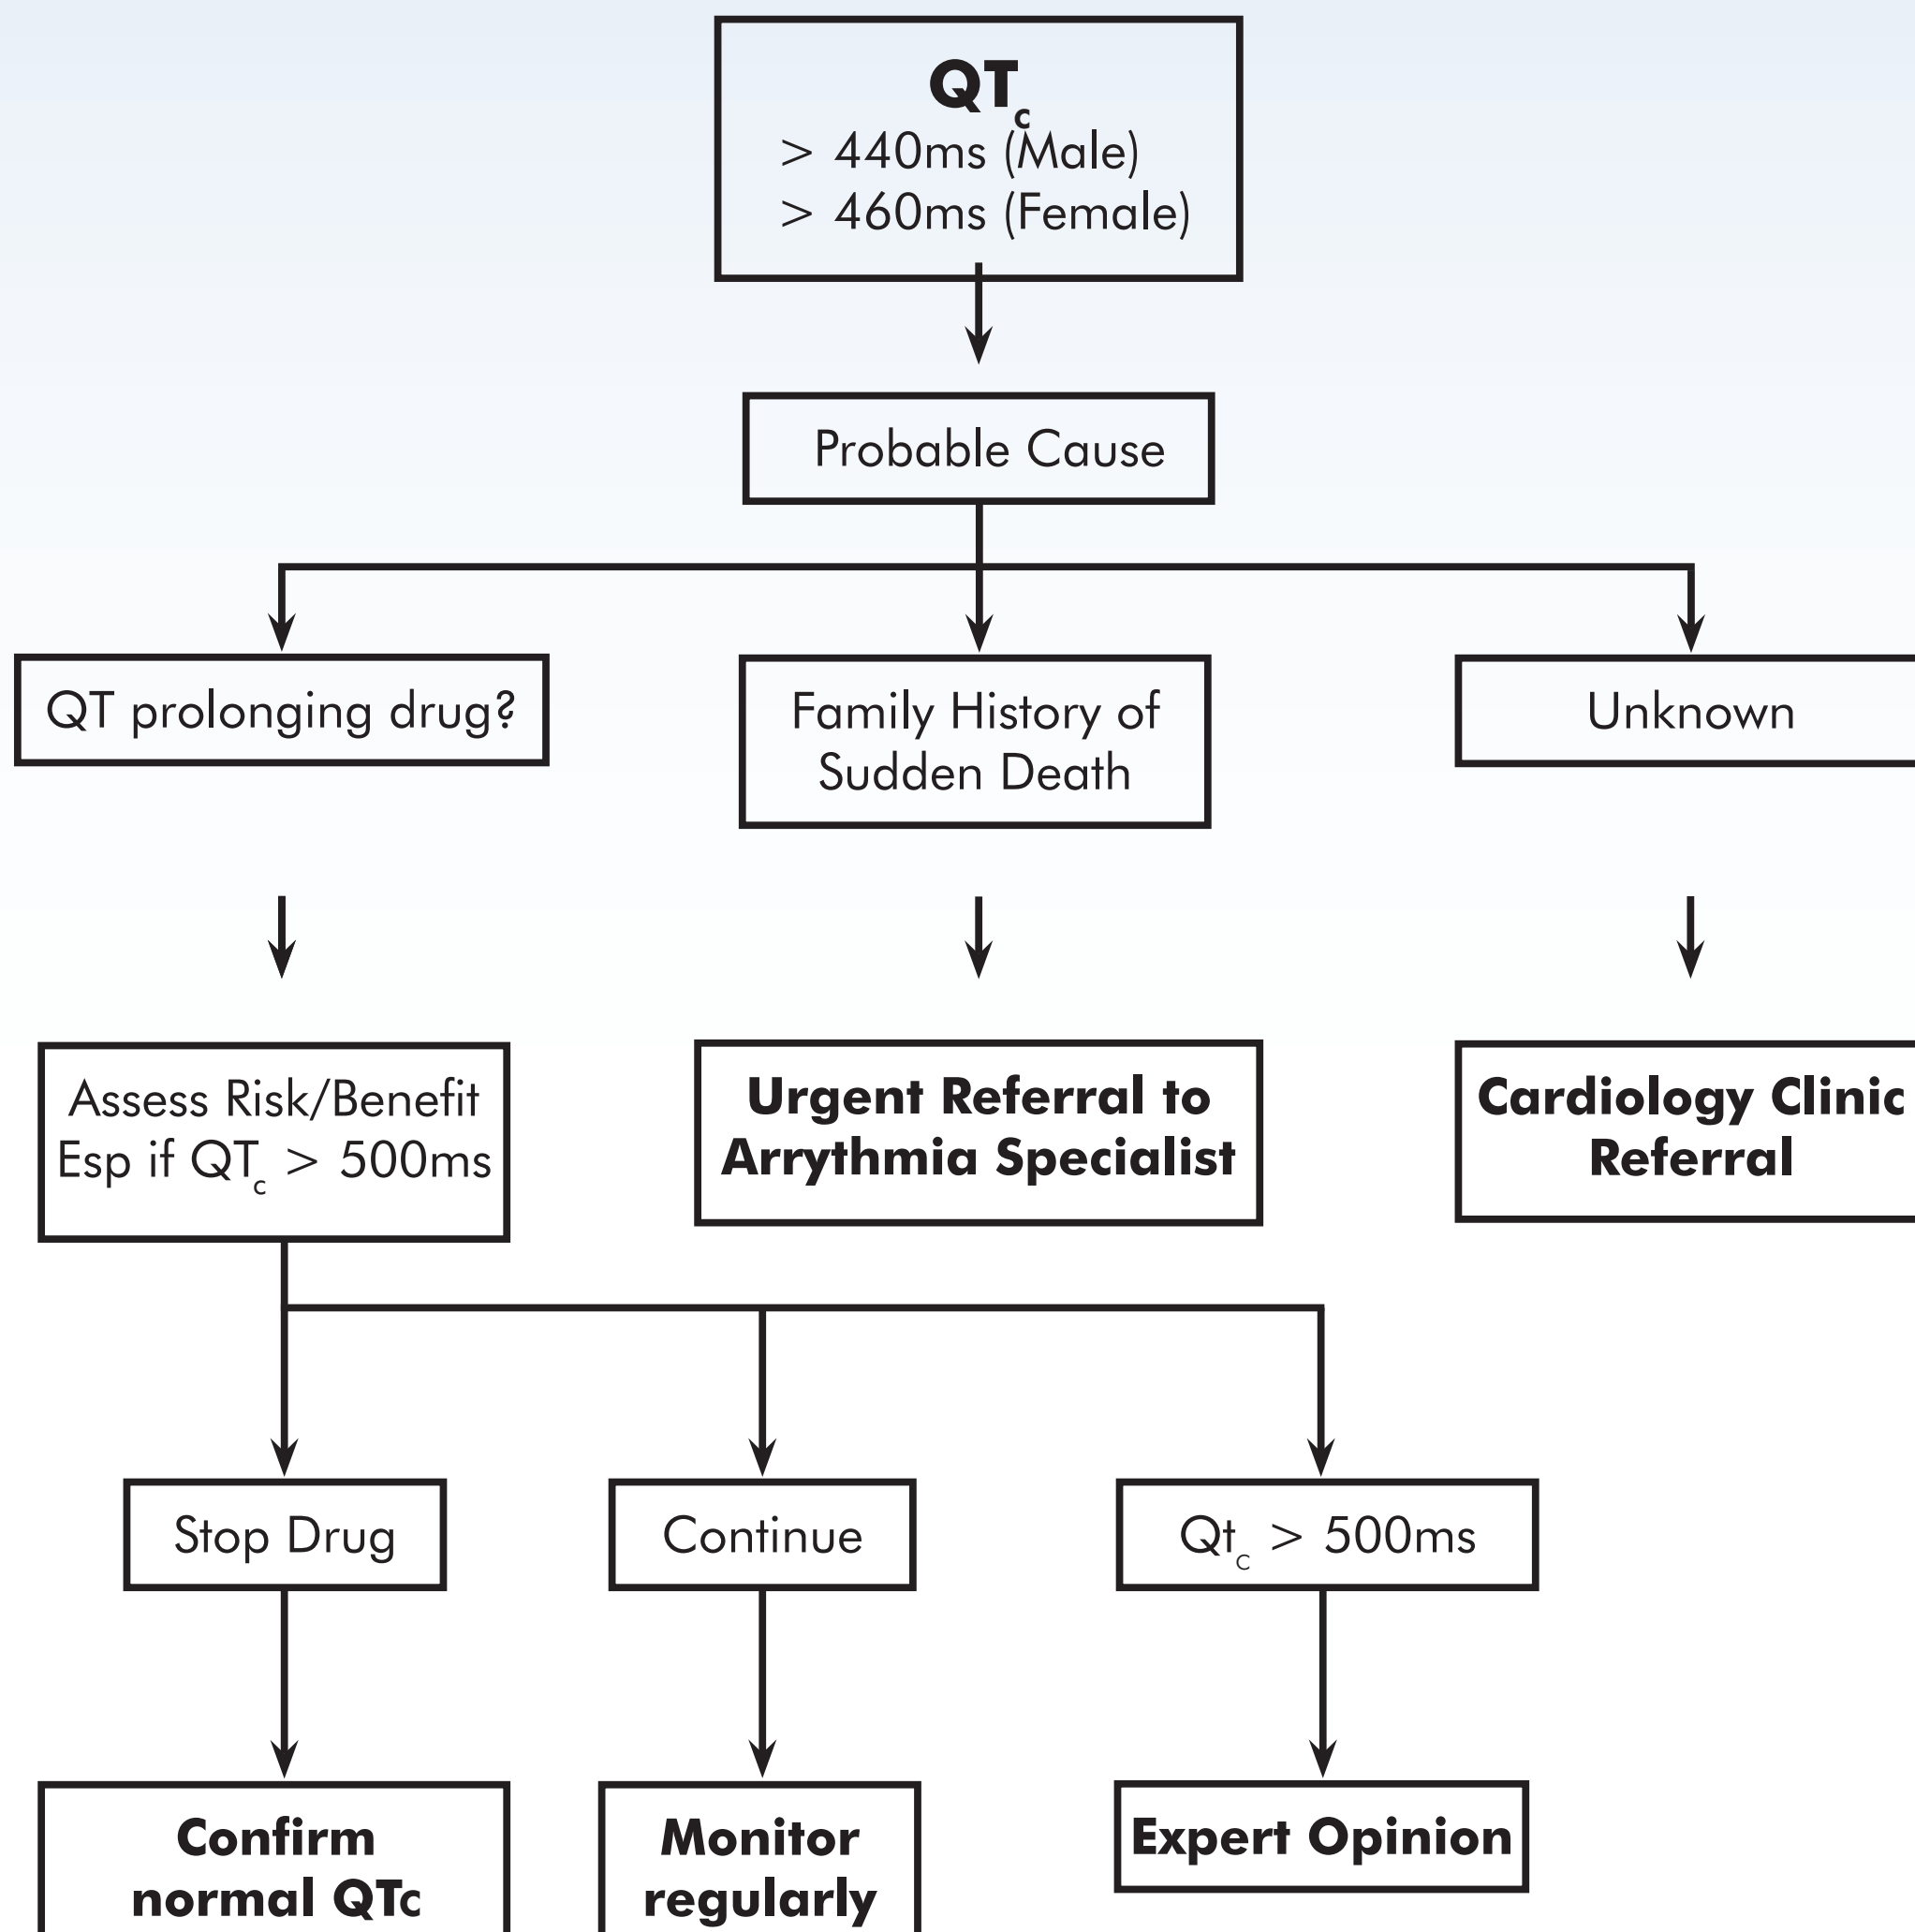 QTc
> 440ms (Male)
> 460ms (Female)
Probable Cause
QT prolonging drug?
Family History of
Sudden Death
Unknown
Assess Risk/Benefit
Esp if QTc > 500ms
Urgent Referral to
Arrythmia Specialist
Cardiology Clinic
Referral
Stop Drug
Continue
Qtc > 500ms
Confirm
normal QTc
Monitor
regularly
Expert Opinion